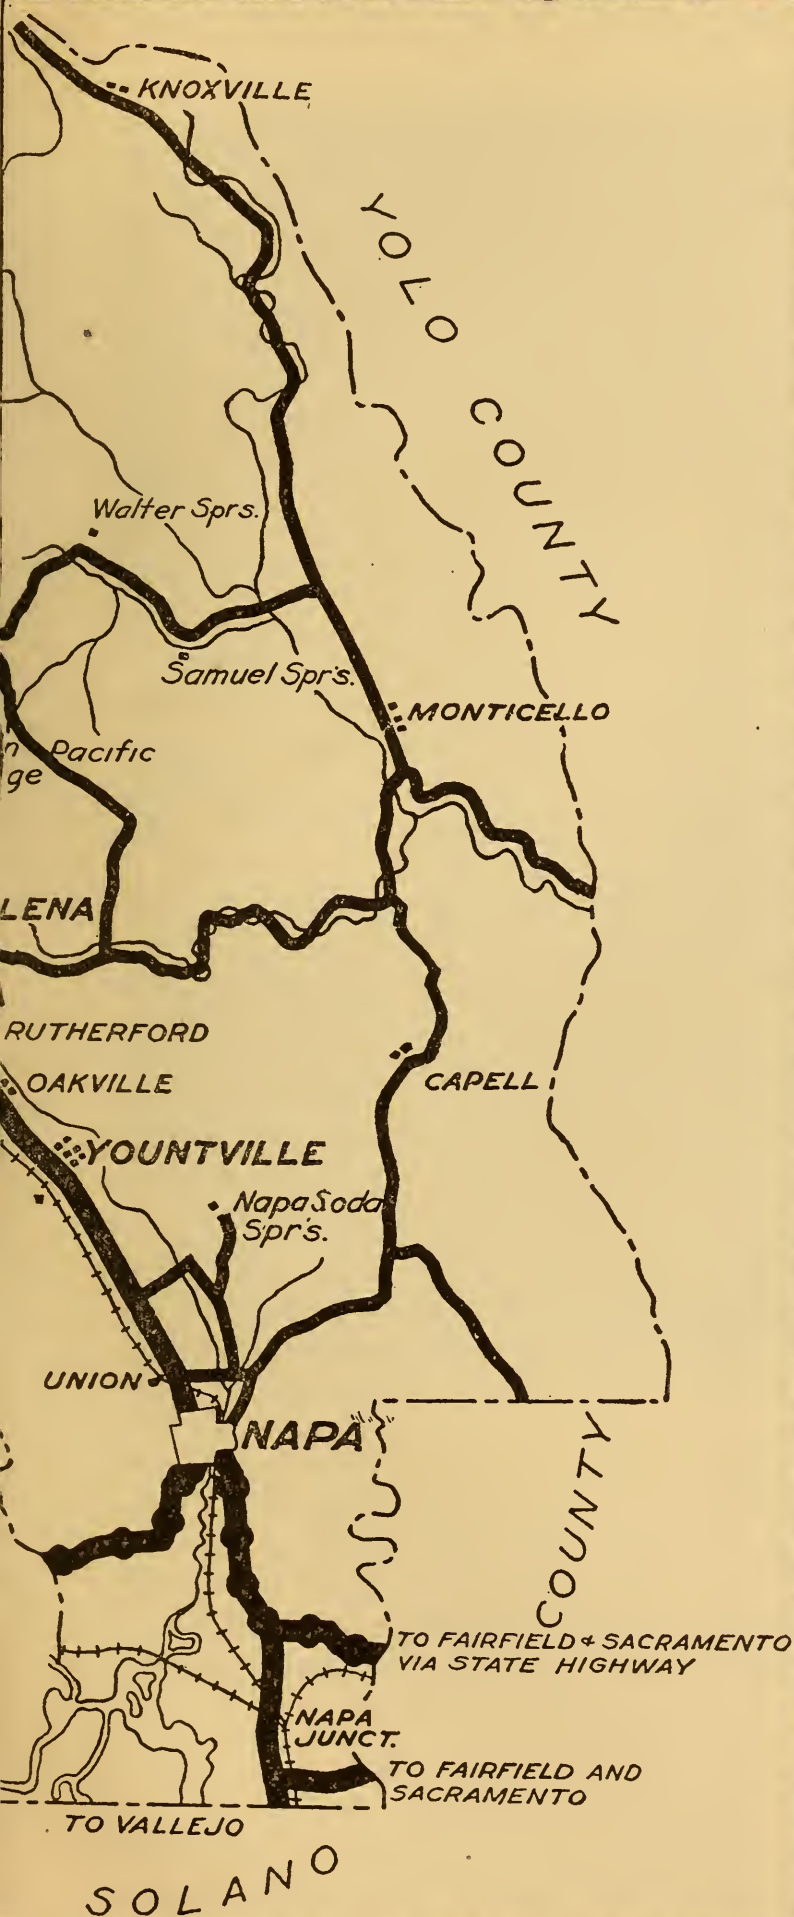 KNOXVILLE
YOLO COUNTY
Walter Sprs.
Samuel Spr's.
MONTICELLO
n Pacific
ge
LENA
RUTHERFORD
OAKVILLE
CAPELL
YOUNTVILLE
Napa Soda
Spr's.
UNION
NAPA
COUNTY
TO FAIRFIELD & SACRAMENTO
VIA STATE HIGHWAY
NAPA
JUNCT.
TO FAIRFIELD AND
SACRAMENTO
TO VALLEJO
SOLANO